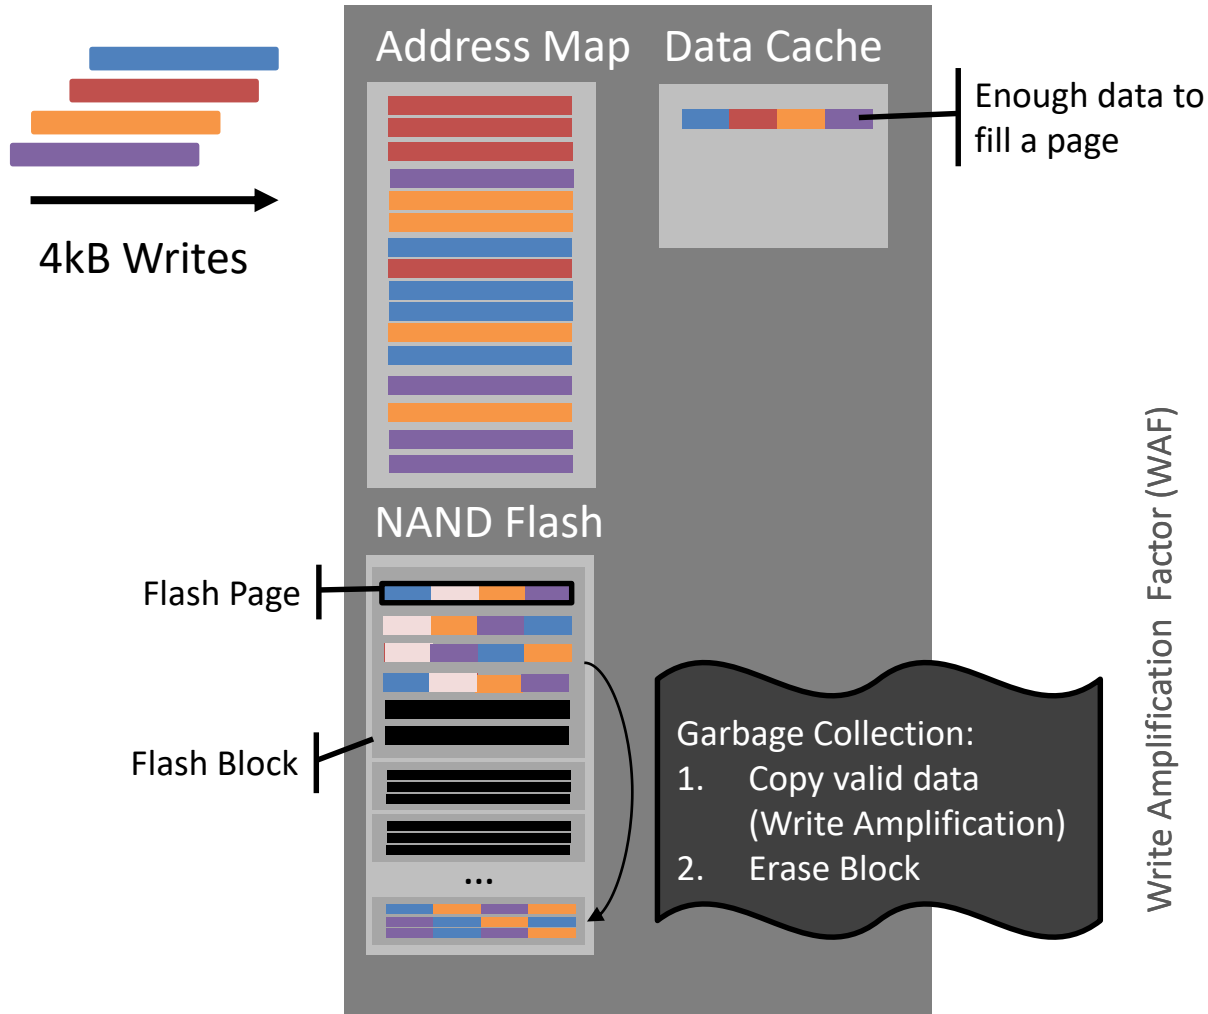 Address Map
Data Cache
Enough data to
fill a page
4kB Writes
NAND Flash
Flash Page
Flash Block
...
Garbage Collection:
1. Copy valid data
(Write Amplification)
2. Erase Block
Write Amplification Factor (WAF)